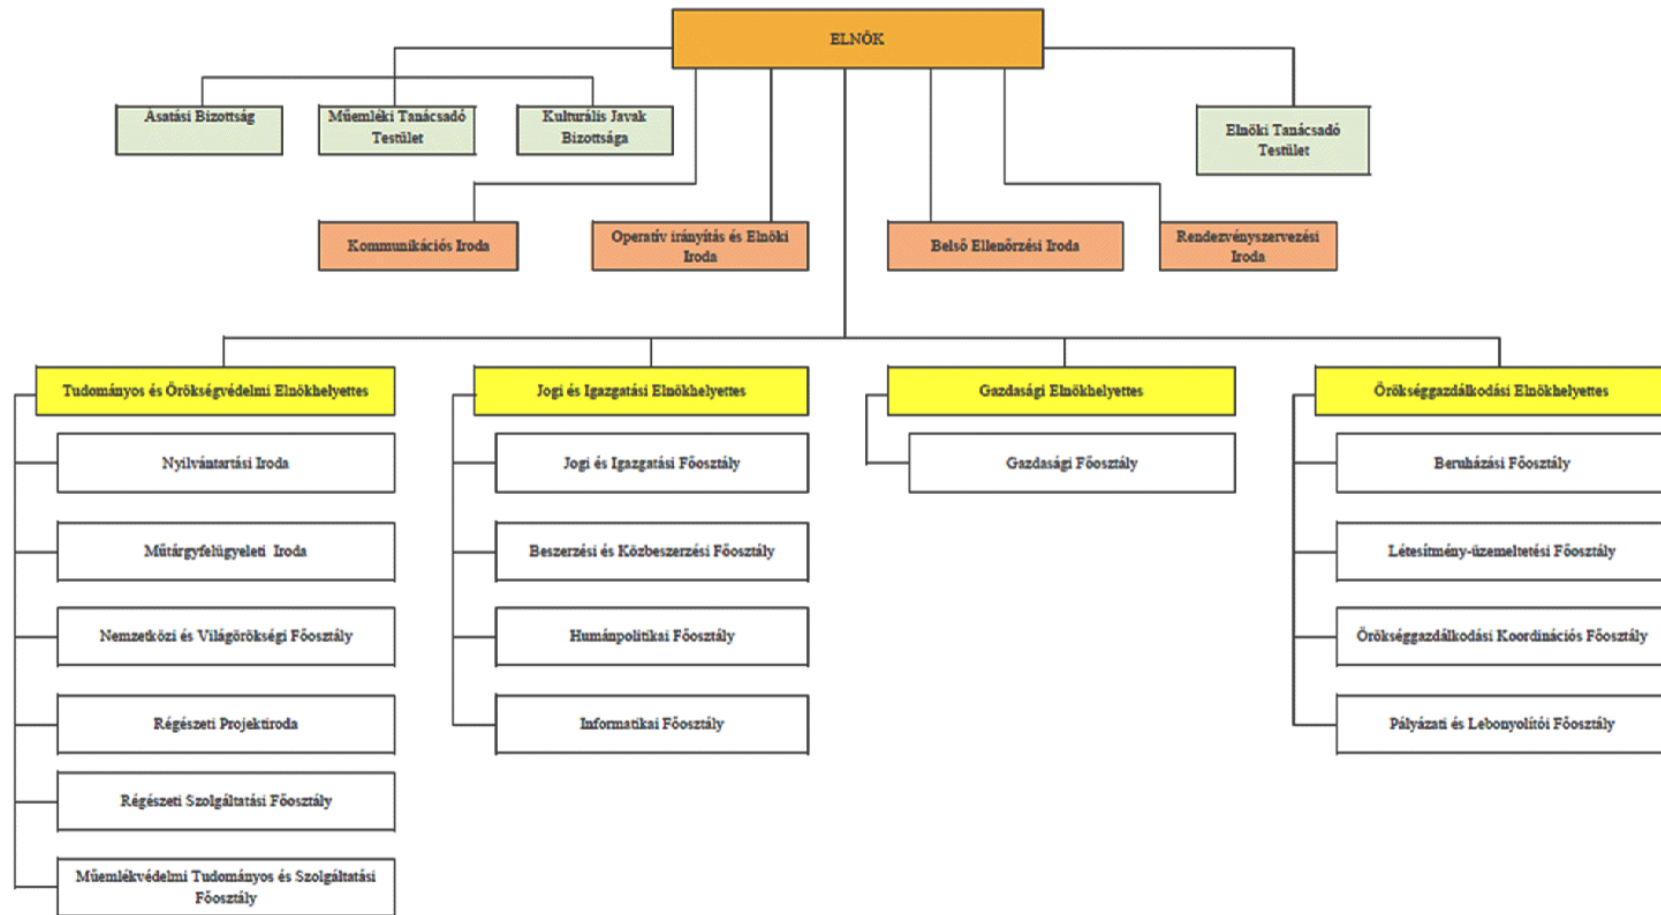 ELNÖK
Ásatási Bizottság
Műemléki Tanácsadó
Testület
Kulturális Javak
Bizottsága
Elnöki Tanácsadó
Testület
Kommunikációs Iroda
Operatív irányítás és Elnöki
Iroda
Belső Ellenőrzési Iroda
Rendezvényszervezési
Iroda
Tudományos és Örökségvédelmi Elnökhelyettes
Jogi és Igazgatási Elnökhelyettes
Gazdasági Elnökhelyettes
Örökséggazdálkodási Elnökhelyettes
Nyilvántartási Iroda
Jogi és Igazgatási Főosztály
Gazdasági Főosztály
Beruházási Főosztály
Műtárgyfelügyeleti Iroda
Beszerzési és Közbeszerzési Főosztály
Létesítmény-üzemeltetési Főosztály
Nemzetközi és Világörökségi Főosztály
Humánpolitikai Főosztály
Örökséggazdálkodási Koordinációs Főosztály
Régészeti Projektiroda
Informatikai Főosztály
Pályázati és Lebonyolítói Főosztály
Régészeti Szolgáltatási Főosztály
Műemlékvédelmi Tudományos és Szolgáltatási
Főosztály